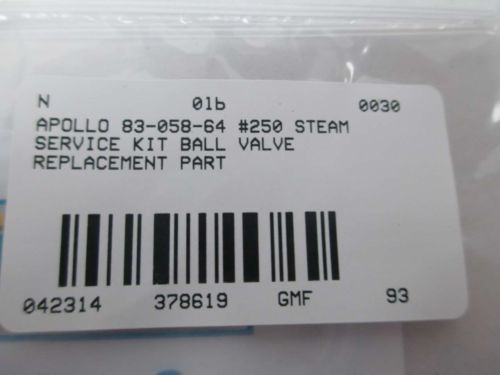 N 01b 0030
APOLLO 83-058-64 #250 STEAM
SERVICE KIT BALL VALVE
REPLACEMENT PART
042314 378619 GMF 93